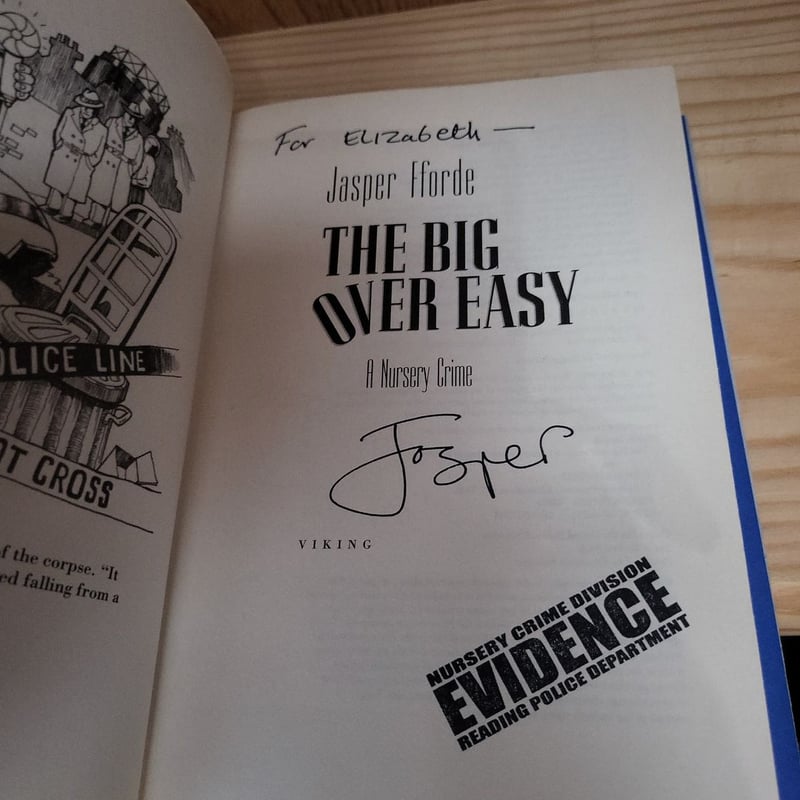 OLICE LINE
OT CROSS
of the corpse. “It
ed falling from a
For Elizabeth —
Jasper Fforde
THE BIG
OVER EASY
A Nursery Crime
Jasper
VIKING
NURSERY CRIME DIVISION
EVIDENCE
READING POLICE DEPARTMENT